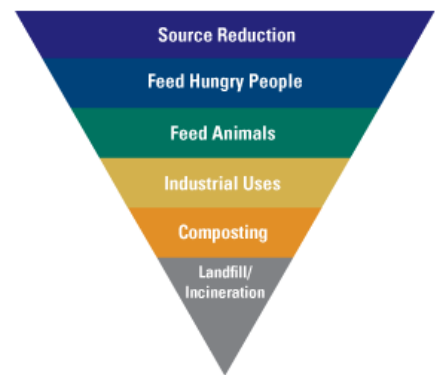 Source Reduction
Feed Hungry People
Feed Animals
Industrial Uses
Composting
Landfill/
Incineration